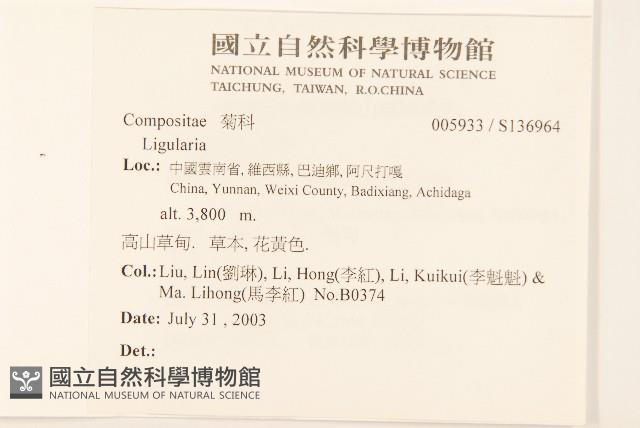 國立自然科學博物館
NATIONAL MUSEUM OF NATURAL SCIENCE
TAICHUNG, TAIWAN, R.O.CHINA
Compositae 菊科 005933 / S136964
Ligularia
Loc.: 中國雲南省, 維西縣, 巴迪鄉, 阿尺打嘎
China, Yunnan, Weixi County, Badixiang, Achidaga
alt. 3,800 m.
高山草甸. 草本, 花黃色.
Col.: Liu, Lin(劉琳), Li, Hong(李紅), Li, Kuikui(李魁魁) &
Ma. Lihong(馬李紅) No.B0374
Date: July 31 , 2003
Det.:
國立自然科學博物館
NATIONAL MUSEUM OF NATURAL SCIENCE